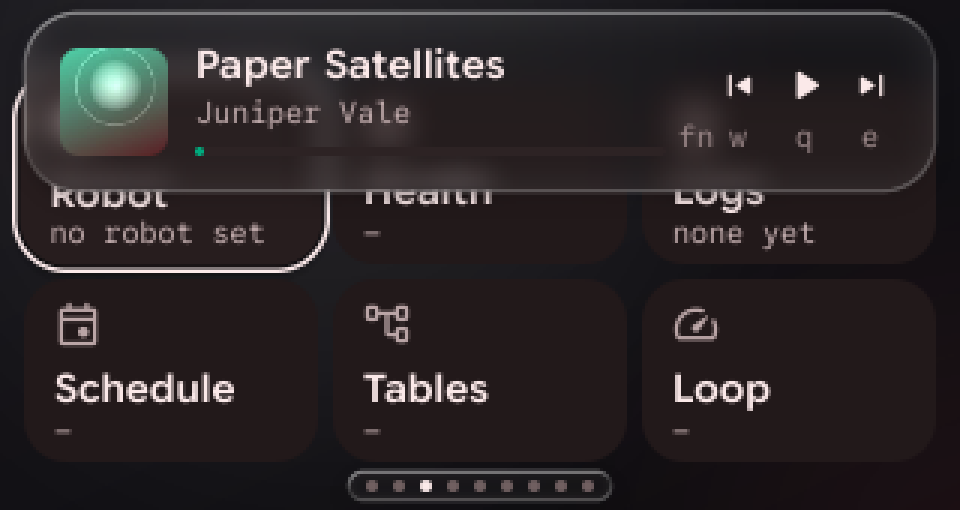 Paper Satellites
Juniper Vale
fn w q e
Robot Health Logs
no robot set – none yet
Schedule Tables Loop
– – –